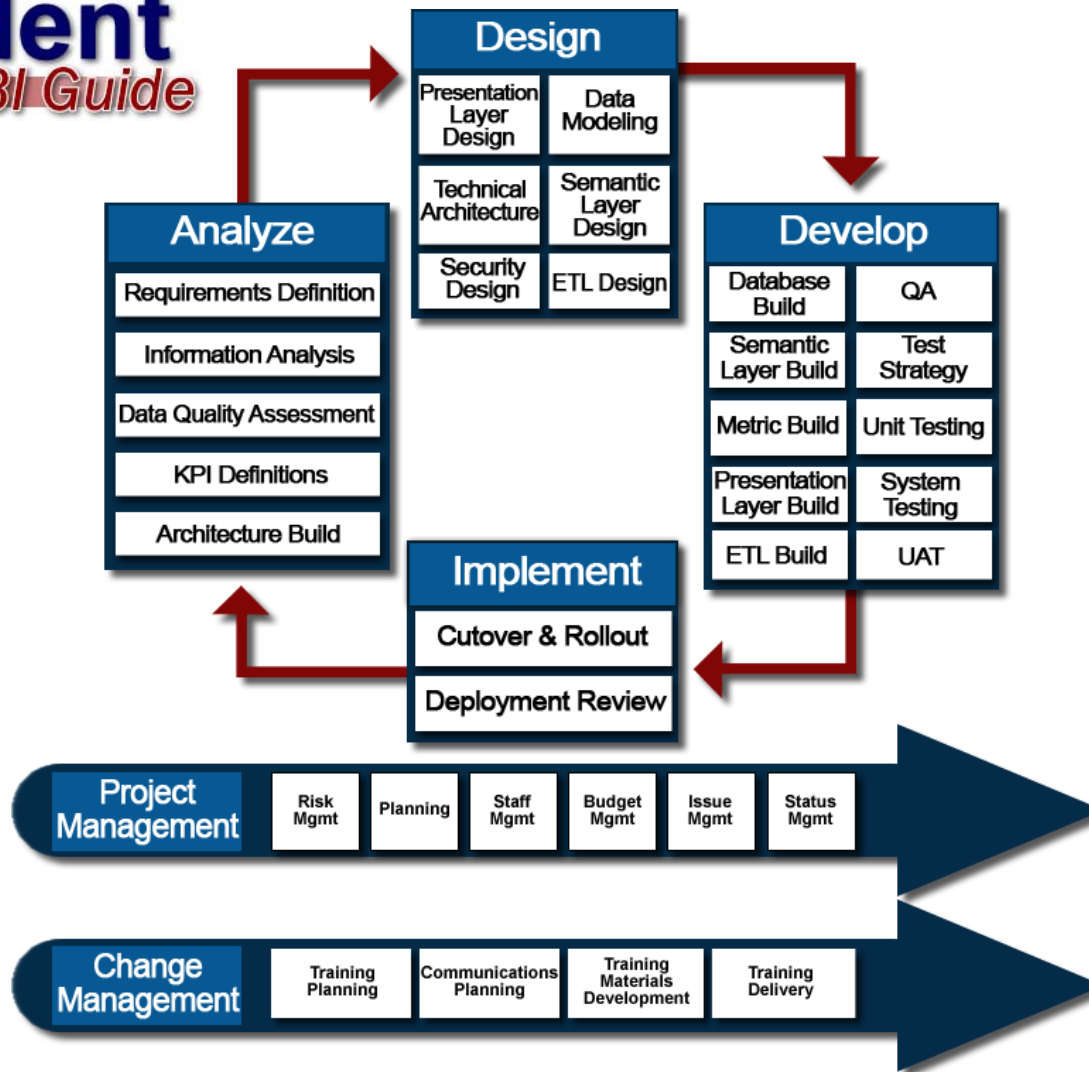 BI Guide
Design
Presentation
Layer
Design
Data
Modeling
Technical
Architecture
Semantic
Layer
Design
Security
Design
ETL Design
Analyze
Requirements Definition
Information Analysis
Data Quality Assessment
KPI Definitions
Architecture Build
Develop
Database
Build
QA
Semantic
Layer Build
Test
Strategy
Metric Build
Unit Testing
Presentation
Layer Build
System
Testing
ETL Build
UAT
Implement
Cutover & Rollout
Deployment Review
Project
Management
Risk
Mgmt
Planning
Staff
Mgmt
Budget
Mgmt
Issue
Mgmt
Status
Mgmt
Change
Management
Training
Planning
Communications
Planning
Training
Materials
Development
Training
Delivery